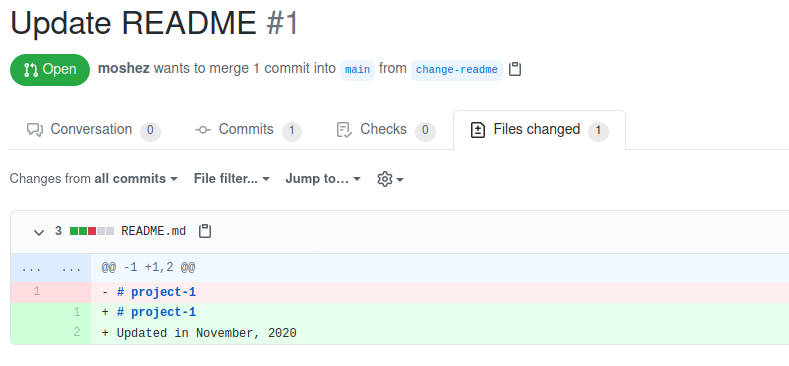 Update README #1
Open moshez wants to merge 1 commit into main from change-readme
Conversation 0 Commits 1 Checks 0 Files changed 1
Changes from all commits File filter... Jump to...
3 README.md
... ... @@ -1 +1,2 @@
1 - # project-1
1 + # project-1
2 + Updated in November, 2020